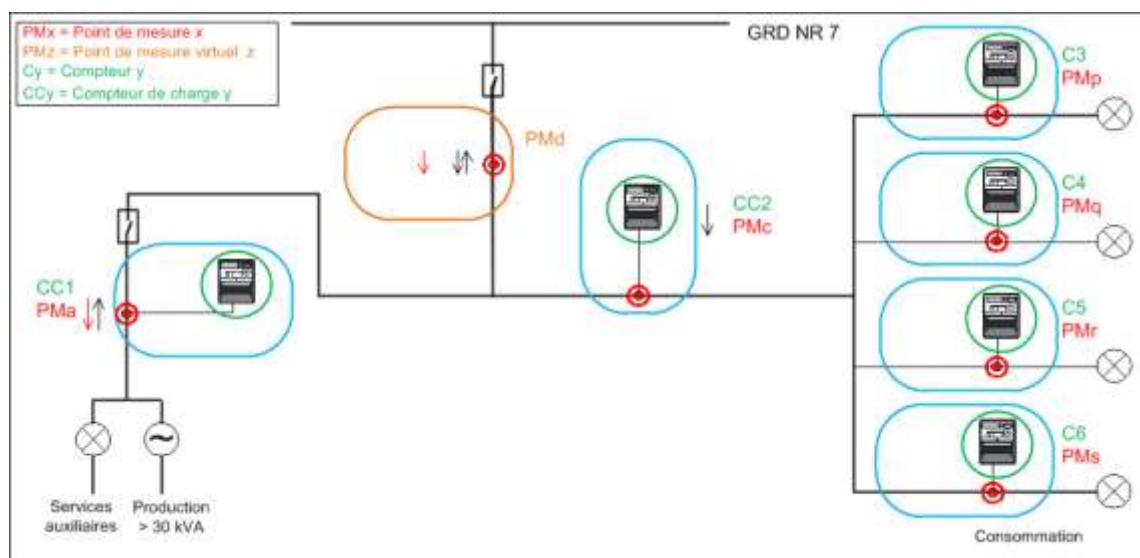 PMx = Point de mesure x
PMz = Point de mesure virtuel z
Cy = Compteur y
CCy = Compteur de charge y
GRD NR 7
PMd
CC2
PMc
CC1
PMa
C3
PMp
C4
PMq
C5
PMr
C6
PMs
Services
auxiliaires
Production
> 30 kVA
Consommation